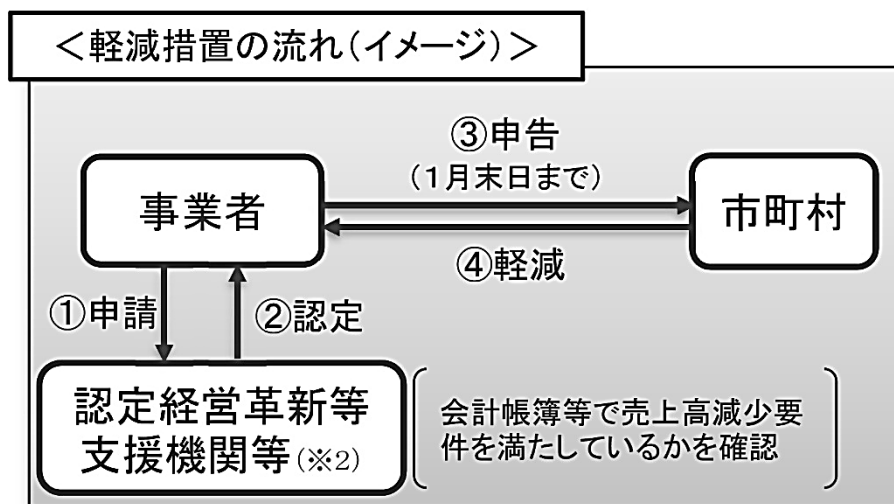 ＜軽減措置の流れ（イメージ）＞
③申告
（１月末日まで）
事業者
市町村
④軽減
①申請
②認定
認定経営革新等
支援機関等（※2）
会計帳簿等で売上高減少要
件を満たしているかを確認